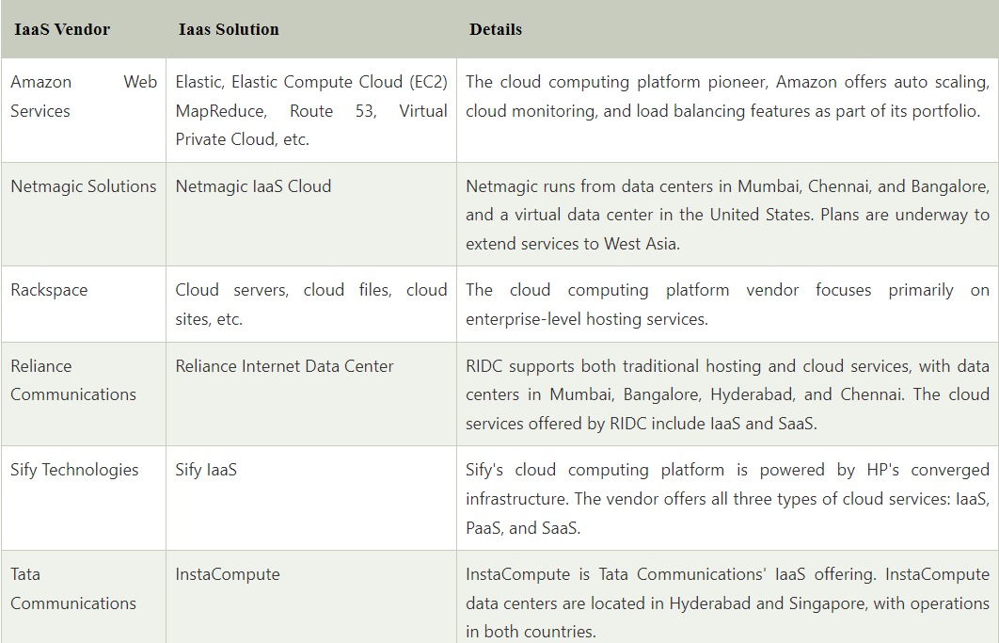 IaaS Vendor Iaas Solution Details
Amazon Web Services
Elastic, Elastic Compute Cloud (EC2)
MapReduce, Route 53, Virtual
Private Cloud, etc.
The cloud computing platform pioneer, Amazon offers auto scaling,
cloud monitoring, and load balancing features as part of its portfolio.
Netmagic Solutions
Netmagic IaaS Cloud
Netmagic runs from data centers in Mumbai, Chennai, and Bangalore,
and a virtual data center in the United States. Plans are underway to
extend services to West Asia.
Rackspace
Cloud servers, cloud files, cloud
sites, etc.
The cloud computing platform vendor focuses primarily on
enterprise-level hosting services.
Reliance
Communications
Reliance Internet Data Center
RIDC supports both traditional hosting and cloud services, with data
centers in Mumbai, Bangalore, Hyderabad, and Chennai. The cloud
services offered by RIDC include IaaS and SaaS.
Sify Technologies
Sify IaaS
Sify's cloud computing platform is powered by HP's converged
infrastructure. The vendor offers all three types of cloud services: IaaS,
PaaS, and SaaS.
Tata
Communications
InstaCompute
InstaCompute is Tata Communications' IaaS offering. InstaCompute
data centers are located in Hyderabad and Singapore, with operations
in both countries.